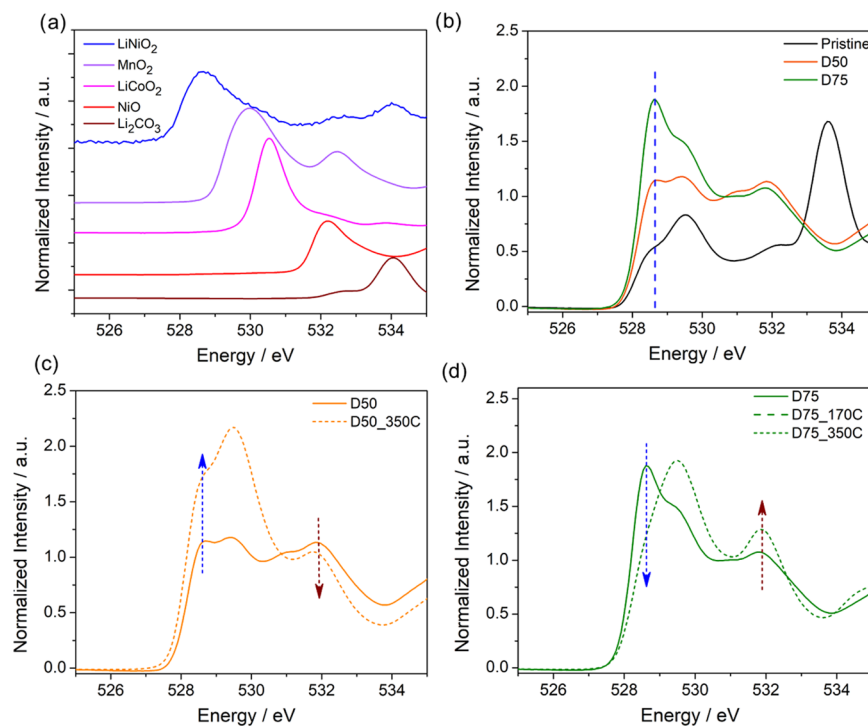 (a)
LiNiO2
MnO2
LiCoO2
NiO
Li2CO3
Normalized Intensity / a.u.
526 528 530 532 534
Energy / eV
(b)
Pristine
D50
D75
2.5
2.0
1.5
1.0
0.5
0.0
Normalized Intensity / a.u.
526 528 530 532 534
Energy / eV
(c)
D50
D50_350C
2.5
2.0
1.5
1.0
0.5
0.0
Normalized Intensity / a.u.
526 528 530 532 534
Energy / eV
(d)
D75
D75_170C
D75_350C
2.5
2.0
1.5
1.0
0.5
0.0
Normalized Intensity / a.u.
526 528 530 532 534
Energy / eV